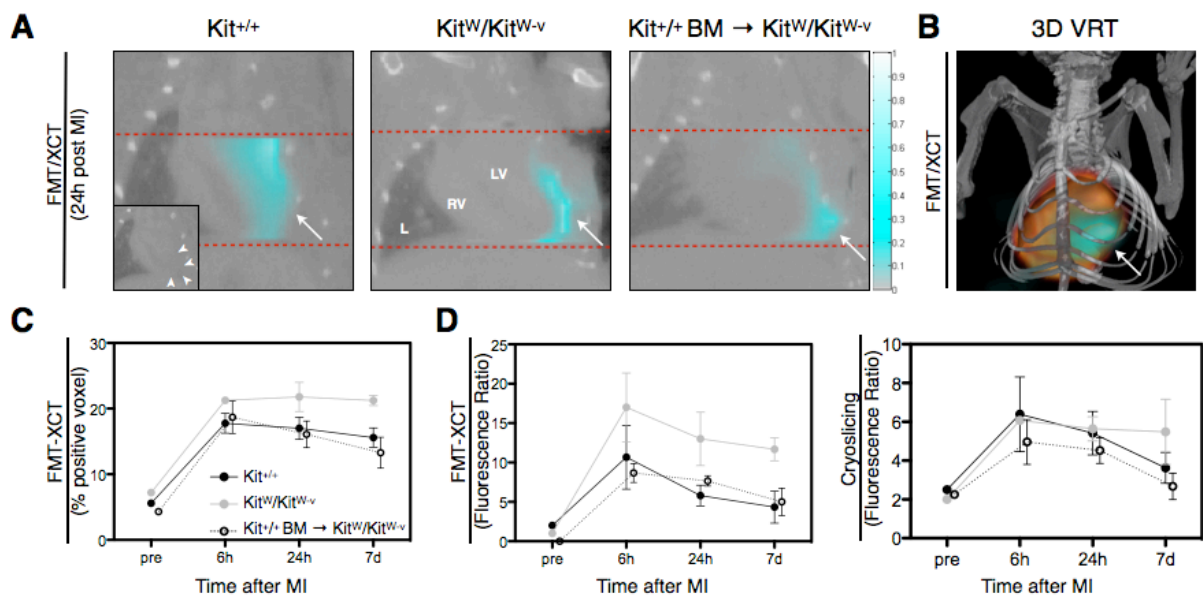 A
Kit+/+
KitW/KitW-v
Kit+/+ BM → KitW/KitW-v
B
3D VRT
FMT/XCT
(24h post MI)
L
RV
LV
1
0.9
0.8
0.7
0.6
0.5
0.4
0.3
0.2
0.1
0
FMT/XCT
C
FMT-XCT
(% positive voxel)
30
20
10
0
Kit+/+
KitW/KitW-v
Kit+/+ BM → KitW/KitW-v
pre 6h 24h 7d
Time after MI
D
FMT-XCT
(Fluorescence Ratio)
25
20
15
10
5
0
pre 6h 24h 7d
Time after MI
Cryoslicing
(Fluorescence Ratio)
10
8
6
4
2
0
pre 6h 24h 7d
Time after MI